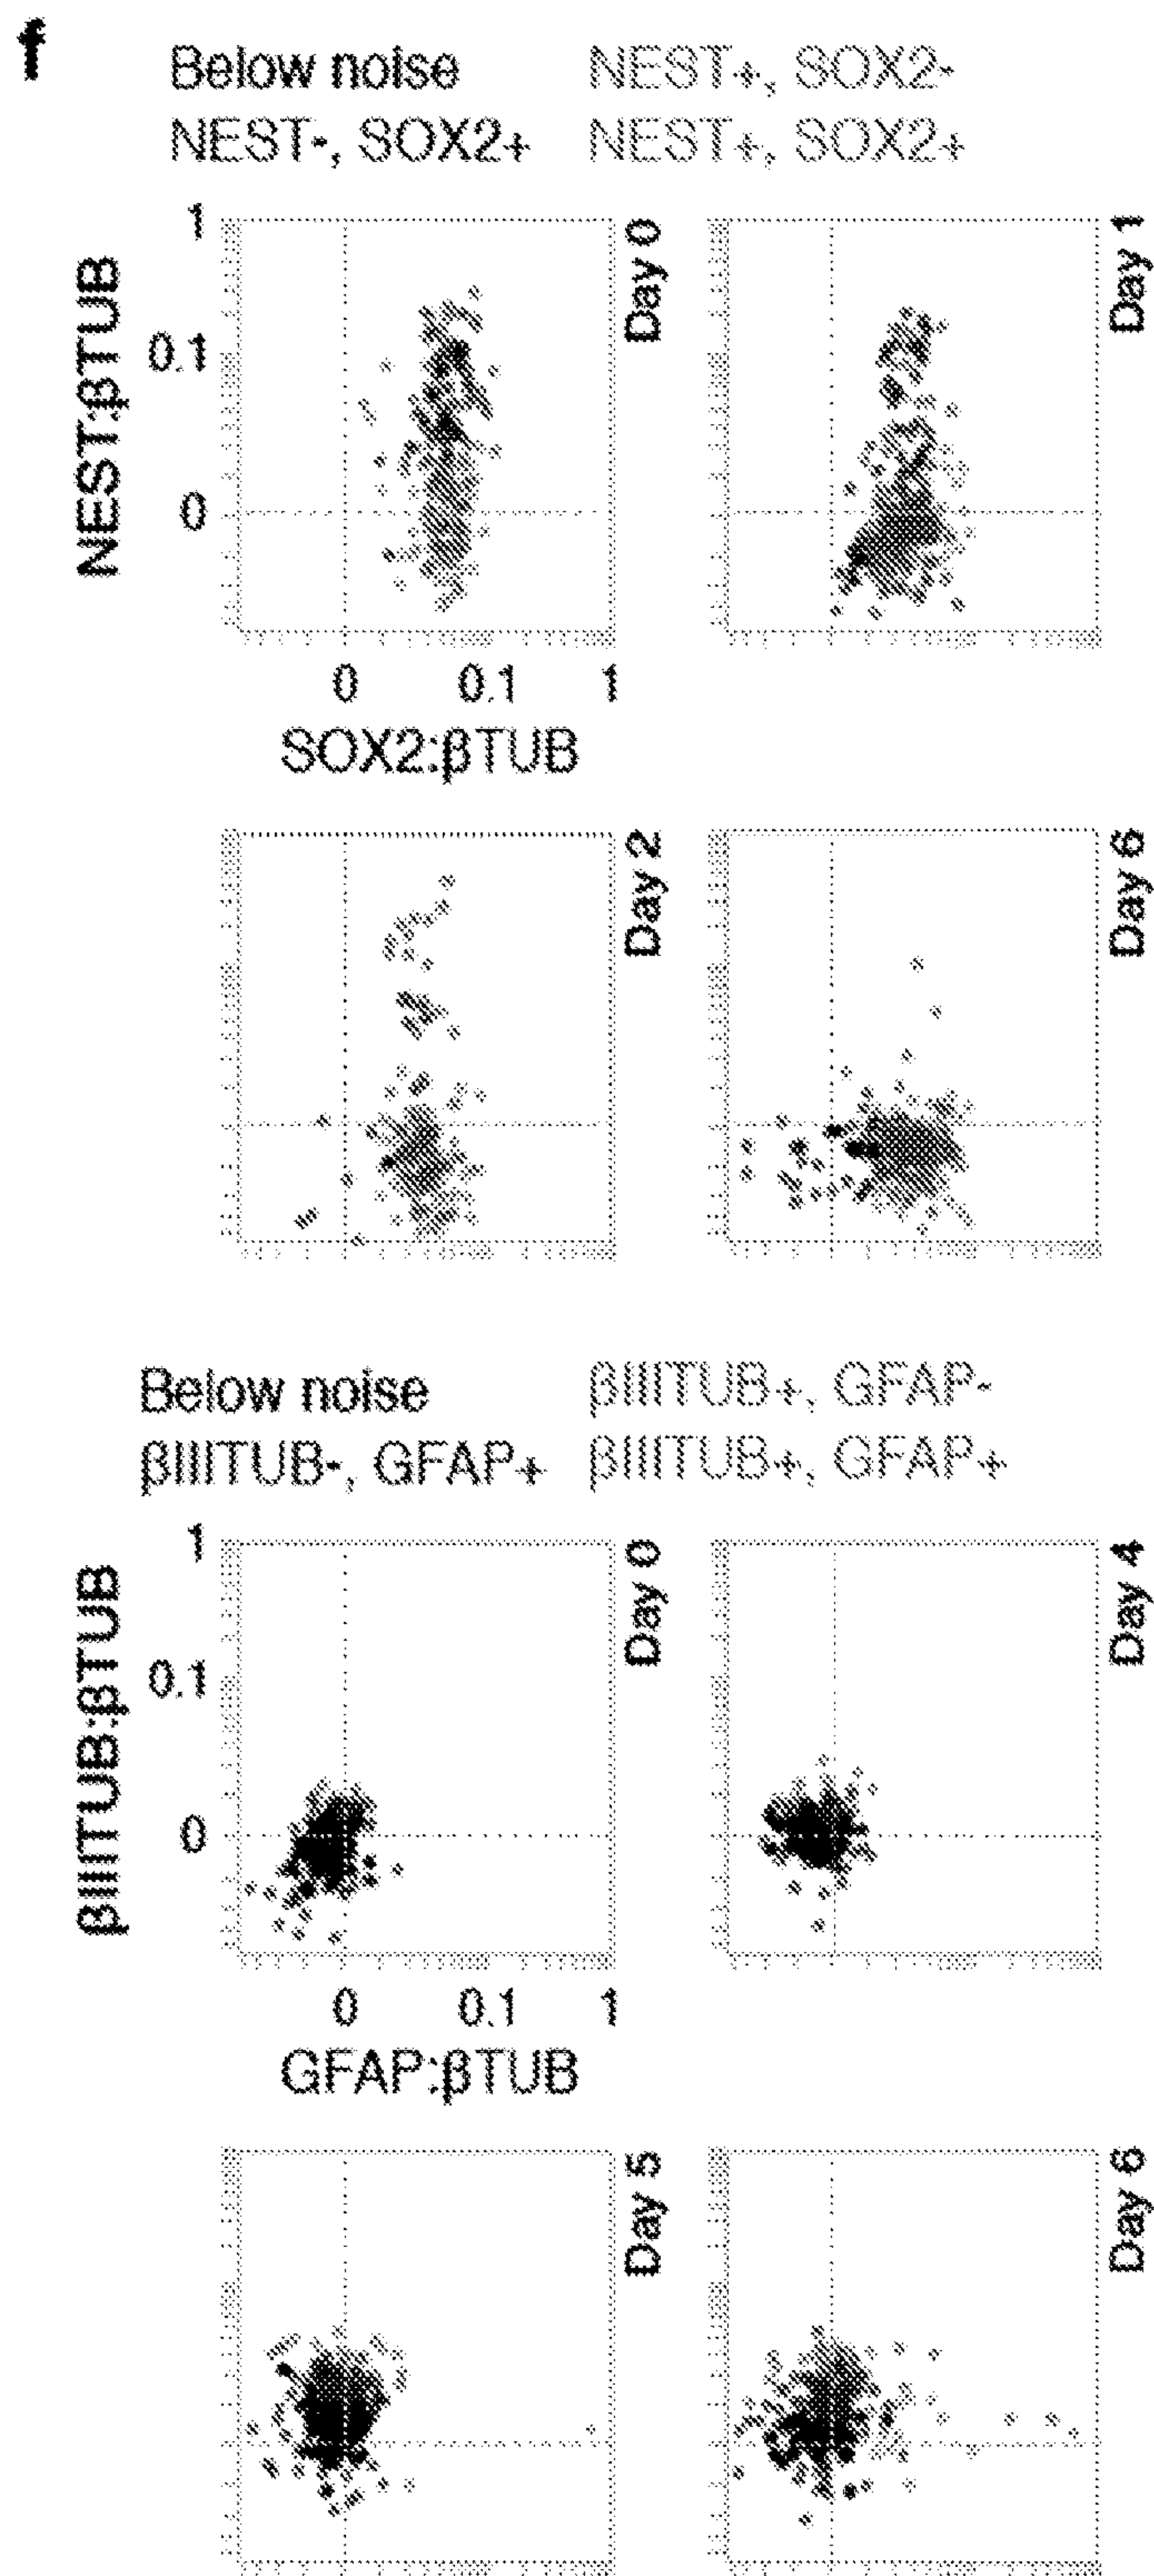 f
Below noise NEST+, SOX2-
NEST-, SOX2+ NEST+, SOX2+
1
0.1
0
NEST:βTUB
Day 0
Day 1
0 0.1 1
SOX2:βTUB
Day 2
Day 6
Below noise βIIITUB+, GFAP-
βIIITUB-, GFAP+ βIIITUB+, GFAP+
1
0.1
0
βIIITUB:βTUB
Day 0
Day 4
0 0.1 1
GFAP:βTUB
Day 5
Day 6